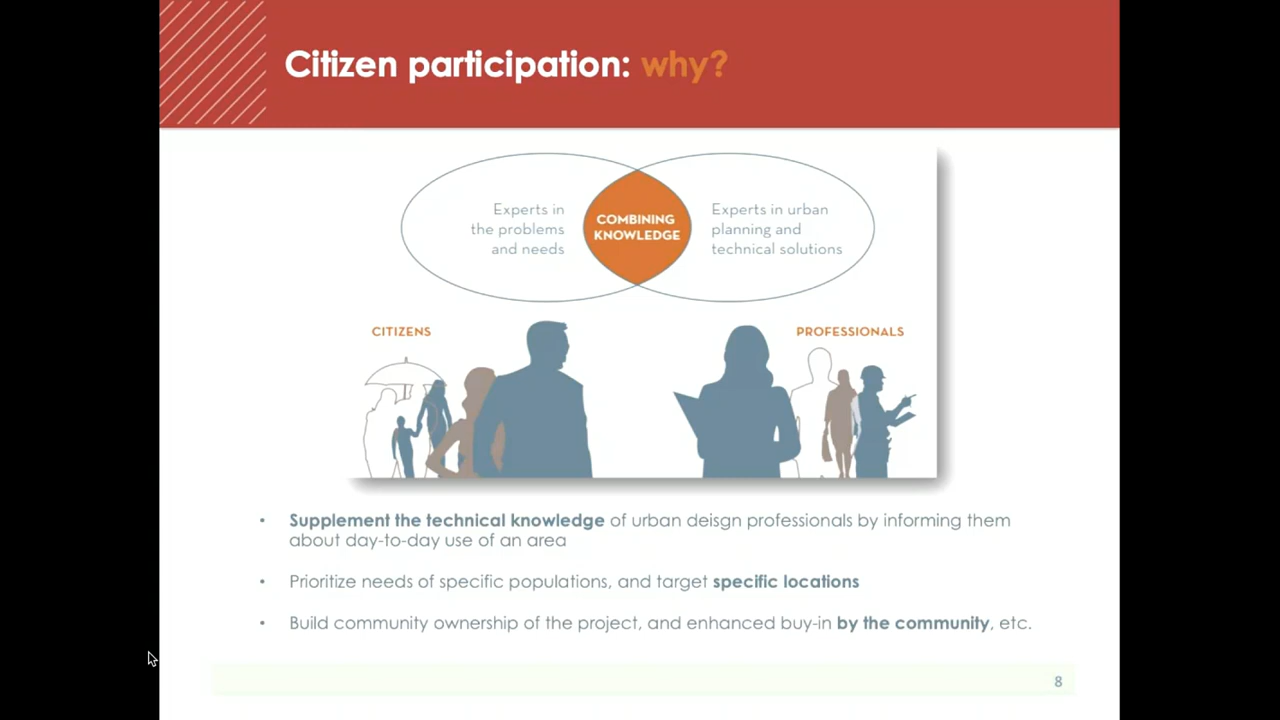 Citizen participation: why?
Experts in
the problems
and needs
COMBINING
KNOWLEDGE
Experts in urban
planning and
technical solutions
CITIZENS
PROFESSIONALS
• Supplement the technical knowledge of urban deisgn professionals by informing them
about day-to-day use of an area
• Prioritize needs of specific populations, and target specific locations
• Build community ownership of the project, and enhanced buy-in by the community, etc.
8